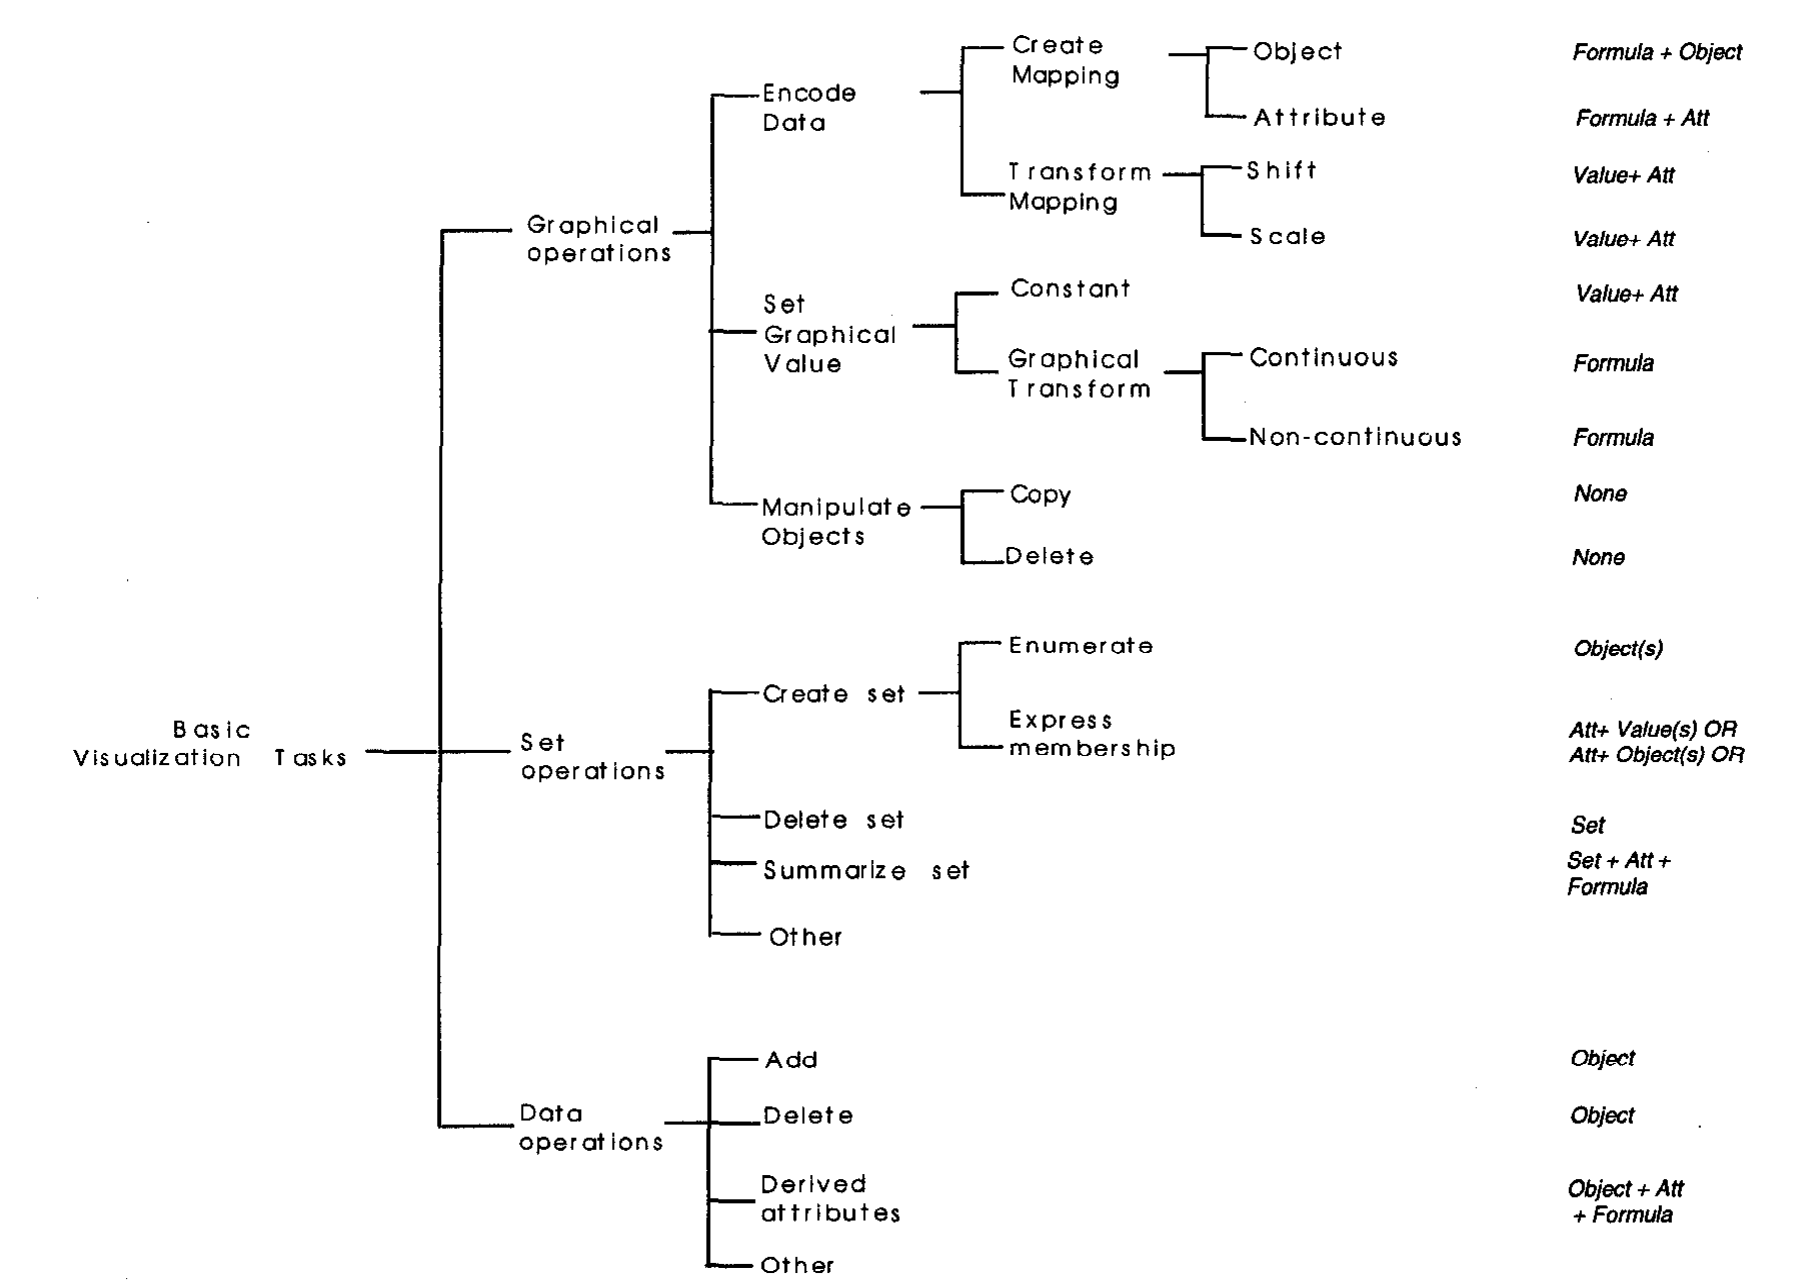 Create
Mapping
Object
Formula + Object
Encode
Data
Attribute
Formula + Att
Transform
Mapping
Shift
Value+ Att
Scale
Value+ Att
Graphical
operations
Set
Graphical
Value
Constant
Value+ Att
Graphical
Transform
Continuous
Formula
Non-continuous
Formula
Manipulate
Objects
Copy
None
Delete
None
Basic
Visualization Tasks
Set
operations
Create set
Enumerate
Object(s)
Express
membership
Att+ Value(s) OR
Att+ Object(s) OR
Delete set
Set
Summarize set
Set + Att +
Formula
Other
Data
operations
Add
Object
Delete
Object
Derived
attributes
Object + Att
+ Formula
Other